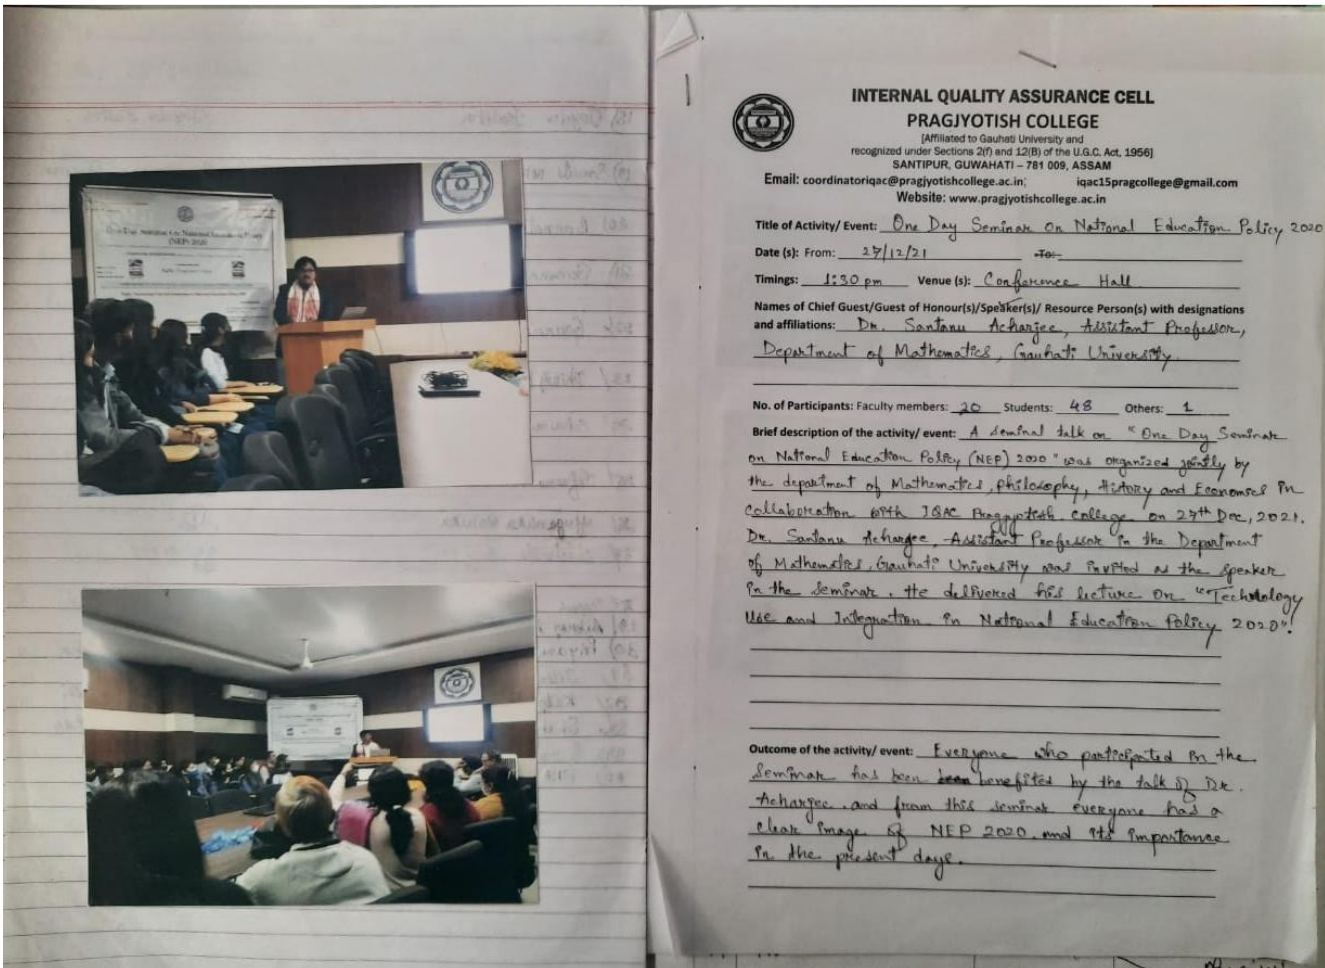 One Day Seminar On National Education Policy
(NEP) 2020
INTERNAL QUALITY ASSURANCE CELL
PRAGJYOTISH COLLEGE
[Affiliated to Gauhati University and
recognized under Sections 2(f) and 12(B) of the U.G.C. Act, 1956]
SANTIPUR, GUWAHATI – 781 009, ASSAM
Email: coordinatoriqac@pragjyotishcollege.ac.in; iqac15pragcollege@gmail.com
Website: www.pragjyotishcollege.ac.in
Title of Activity/ Event: One Day Seminar on National Education Policy 2020
Date (s): From: 27/12/21 To:
Timings: 1:30 pm Venue (s): Conference Hall
Names of Chief Guest/Guest of Honour(s)/Speaker(s)/ Resource Person(s) with designations
and affiliations: Dr. Santanu Acharjee, Assistant Professor,
Department of Mathematics, Gauhati University.
No. of Participants: Faculty members: 20 Students: 48 Others: 1
Brief description of the activity/ event: A seminal talk on "One Day Seminar
on National Education Policy (NEP) 2020" was organized jointly by
the department of Mathematics, Philosophy, History and Economics in
collaboration with IQAC Pragjyotish College on 27th Dec, 2021.
Dr. Santanu Acharjee, Assistant Professor in the Department
of Mathematics, Gauhati University was invited as the speaker
in the seminar. He delivered his lecture on "Technology
Use and Integration in National Education Policy 2020".
Outcome of the activity/ event: Everyone who participated in the
seminar has been benefited by the talk of Dr.
Acharjee. and from this seminar everyone has a
clear image of NEP 2020. and its importance
in the present days.